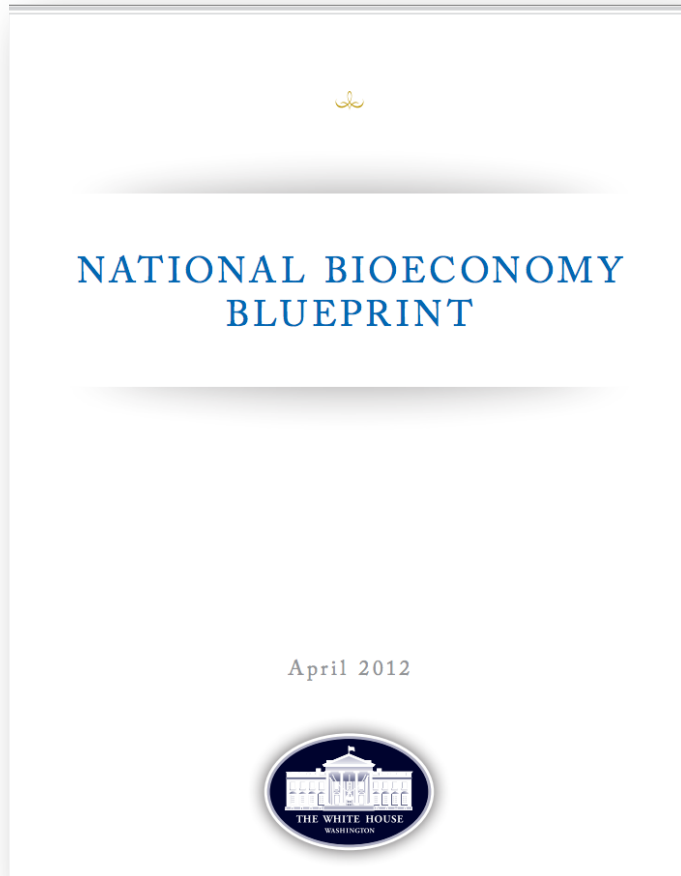 NATIONAL BIOECONOMY
BLUEPRINT
April 2012
THE WHITE HOUSE
WASHINGTON